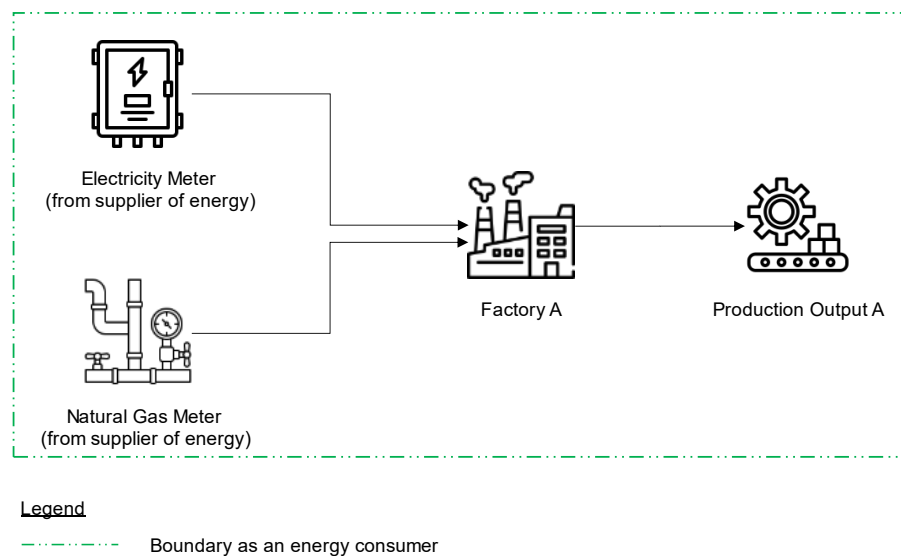 Electricity Meter
(from supplier of energy)
Factory A
Production Output A
Natural Gas Meter
(from supplier of energy)
Legend
Boundary as an energy consumer